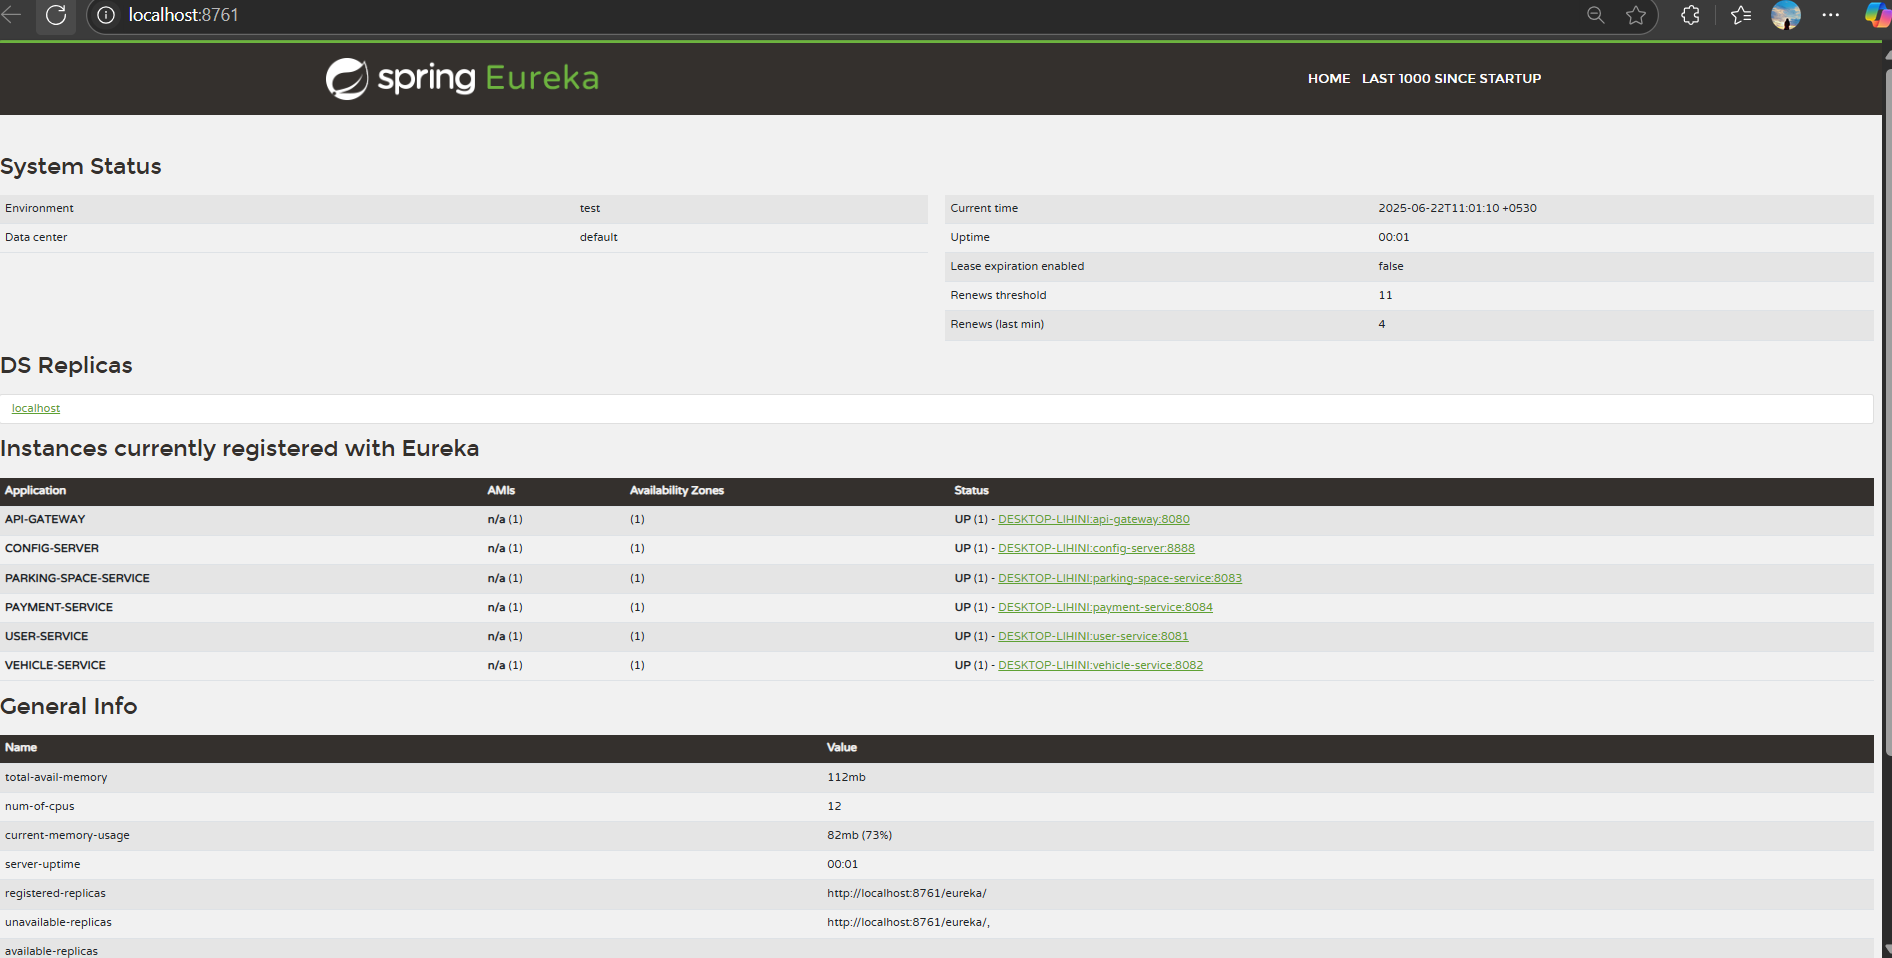 localhost:8761
spring Eureka
HOME LAST 1000 SINCE STARTUP
System Status
Environment test
Data center default
Current time 2025-06-22T11:01:10 +0530
Uptime 00:01
Lease expiration enabled false
Renews threshold 11
Renews (last min) 4
DS Replicas
localhost
Instances currently registered with Eureka
Application AMIs Availability Zones Status
API-GATEWAY n/a (1) (1) UP (1) - DESKTOP-LIHINI:api-gateway:8080
CONFIG-SERVER n/a (1) (1) UP (1) - DESKTOP-LIHINI:config-server:8888
PARKING-SPACE-SERVICE n/a (1) (1) UP (1) - DESKTOP-LIHINI:parking-space-service:8083
PAYMENT-SERVICE n/a (1) (1) UP (1) - DESKTOP-LIHINI:payment-service:8084
USER-SERVICE n/a (1) (1) UP (1) - DESKTOP-LIHINI:user-service:8081
VEHICLE-SERVICE n/a (1) (1) UP (1) - DESKTOP-LIHINI:vehicle-service:8082
General Info
Name Value
total-avail-memory 112mb
num-of-cpus 12
current-memory-usage 82mb (73%)
server-uptime 00:01
registered-replicas http://localhost:8761/eureka/
unavailable-replicas http://localhost:8761/eureka/,
available-replicas